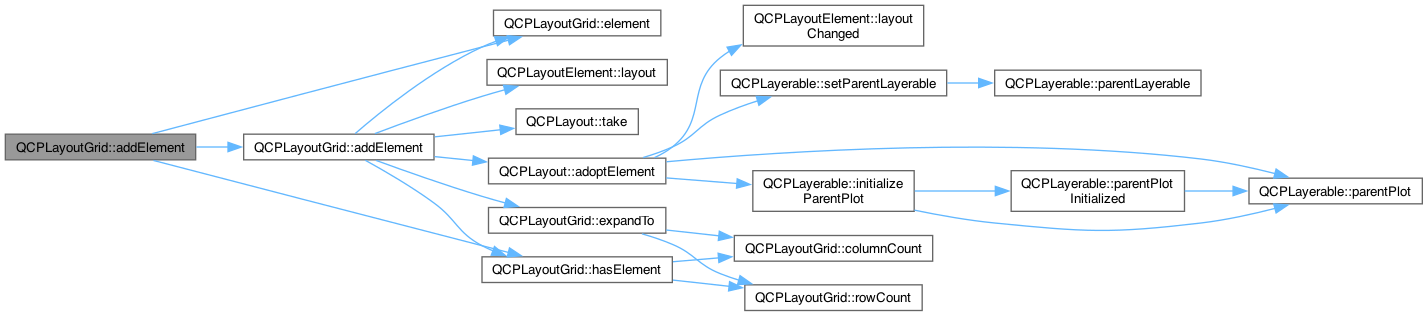 QCPLayoutGrid::addElement
QCPLayoutGrid::addElement
QCPLayoutGrid::element
QCPLayoutElement::layout
QCPLayout::take
QCPLayout::adoptElement
QCPLayoutGrid::expandTo
QCPLayoutGrid::hasElement
QCPLayoutElement::layout
Changed
QCPLayerable::setParentLayerable
QCPLayerable::parentLayerable
QCPLayerable::initialize
ParentPlot
QCPLayerable::parentPlot
Initialized
QCPLayerable::parentPlot
QCPLayoutGrid::columnCount
QCPLayoutGrid::rowCount